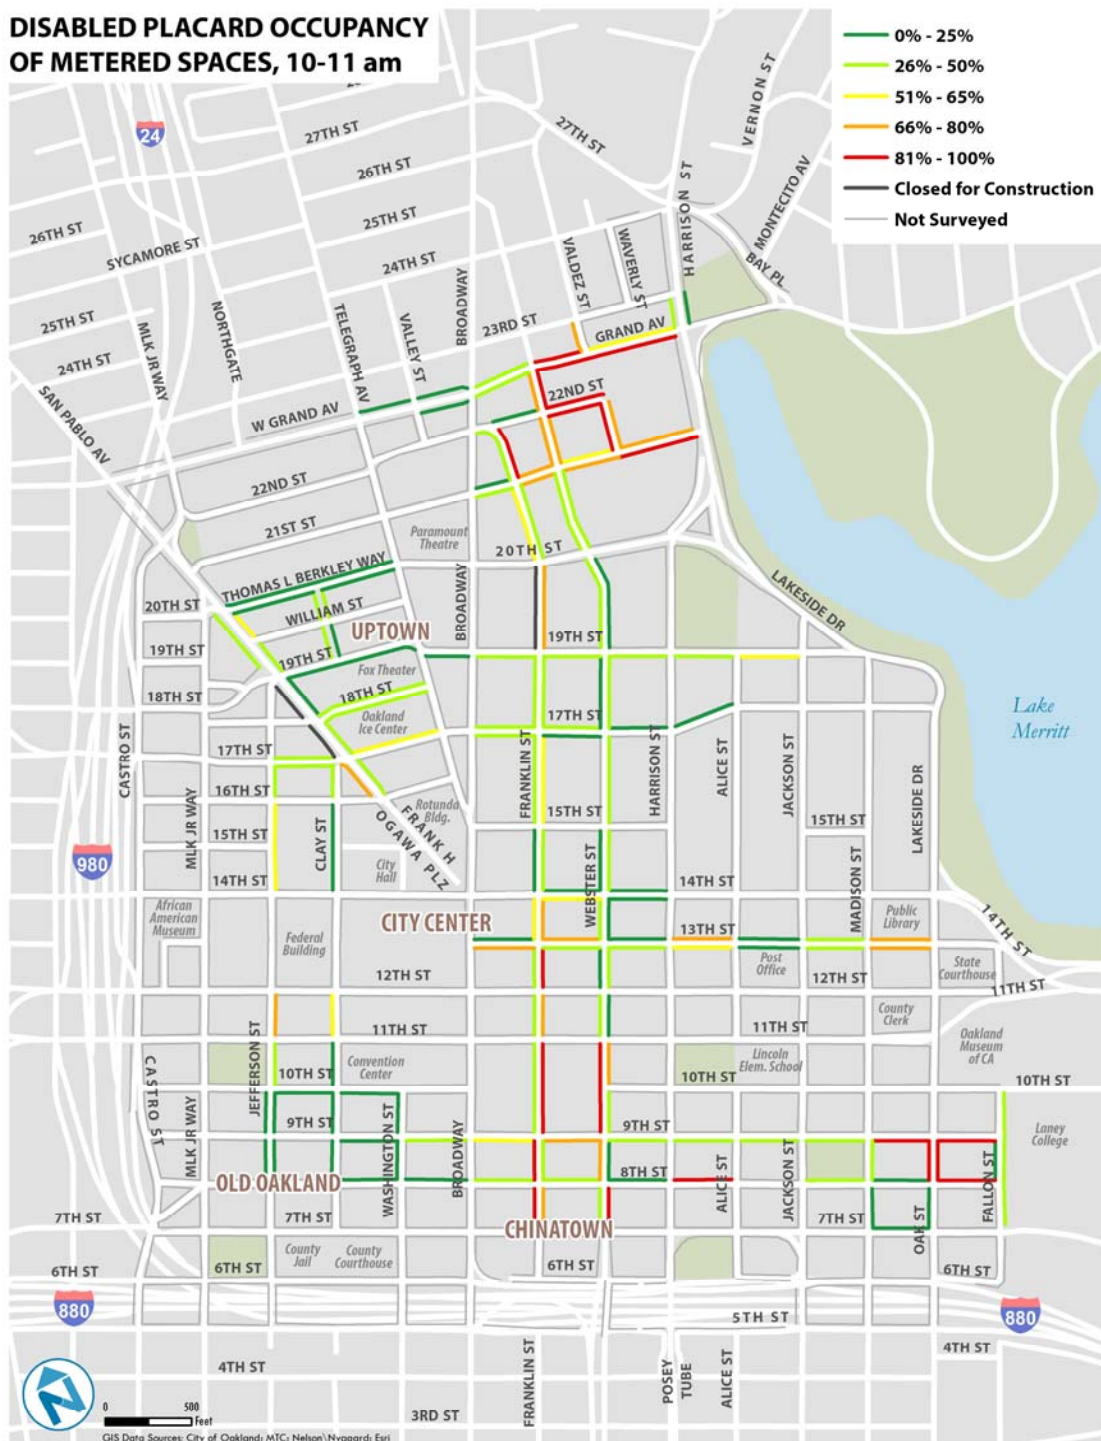 DISABLED PLACARD OCCUPANCY
OF METERED SPACES, 10-11 am
0% - 25%
26% - 50%
51% - 65%
66% - 80%
81% - 100%
Closed for Construction
Not Surveyed
24
27TH ST
27TH ST
VERNON ST
26TH ST
HARRISON ST
MONTECITO AV
25TH ST
26TH ST
SYCAMORE ST
24TH ST
VALDEZ ST
WAVERLY ST
BAY PL
BROADWAY
25TH ST
MLK JR WAY
NORTHGATE
TELEGRAPH AV
VALLEY ST
23RD ST
GRAND AV
24TH ST
SAN PABLO AV
22ND ST
W GRAND AV
22ND ST
21ST ST
Paramount
Theatre
20TH ST
THOMAS L BERKLEY WAY
BROADWAY
LAKESIDE DR
20TH ST
WILLIAM ST
UPTOWN
19TH ST
19TH ST
19TH ST
Fox Theater
18TH ST
18TH ST
Oakland
Ice Center
17TH ST
Lake
Merritt
CASTRO ST
17TH ST
FRANKLIN ST
HARRISON ST
ALICE ST
JACKSON ST
LAKESIDE DR
16TH ST
MLK JR WAY
Rotunda
Bldg.
FRANK H
OGAWA PLZ
15TH ST
15TH ST
15TH ST
CLAY ST
980
City
Hall
WEBSTER ST
MADISON ST
14TH ST
14TH ST
14TH ST
African
American
Museum
CITY CENTER
Public
Library
13TH ST
Federal
Building
Post
Office
State
Courthouse
12TH ST
12TH ST
11TH ST
County
Clerk
11TH ST
11TH ST
JEFFERSON ST
Oakland
Museum
of CA
CASTRO ST
Convention
Center
Lincoln
Elem. School
10TH ST
10TH ST
10TH ST
MLK JR WAY
WASHINGTON ST
BROADWAY
9TH ST
9TH ST
Laney
College
OLD OAKLAND
8TH ST
ALICE ST
JACKSON ST
FALLON ST
7TH ST
7TH ST
CHINATOWN
7TH ST
OAK ST
County
Jail
County
Courthouse
6TH ST
6TH ST
6TH ST
6TH ST
880
5TH ST
880
4TH ST
4TH ST
FRANKLIN ST
POSEY
TUBE
ALICE ST
3RD ST
0 500
Feet
GIS Data Sources: City of Oakland; MTC; Nelson\Nygaard; Esri